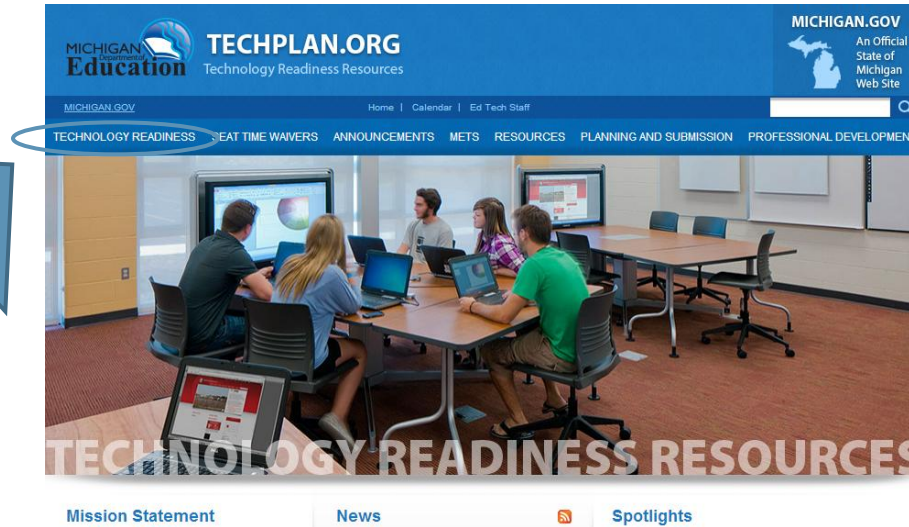 MICHIGAN
Department of
Education
TECHPLAN.ORG
Technology Readiness Resources
MICHIGAN.GOV
An Official
State of
Michigan
Web Site
MICHIGAN.GOV
Home | Calendar | Ed Tech Staff
TECHNOLOGY READINESS SEAT TIME WAIVERS ANNOUNCEMENTS METS RESOURCES PLANNING AND SUBMISSION PROFESSIONAL DEVELOPMEN
TECHNOLOGY READINESS RESOURCES
Mission Statement News Spotlights